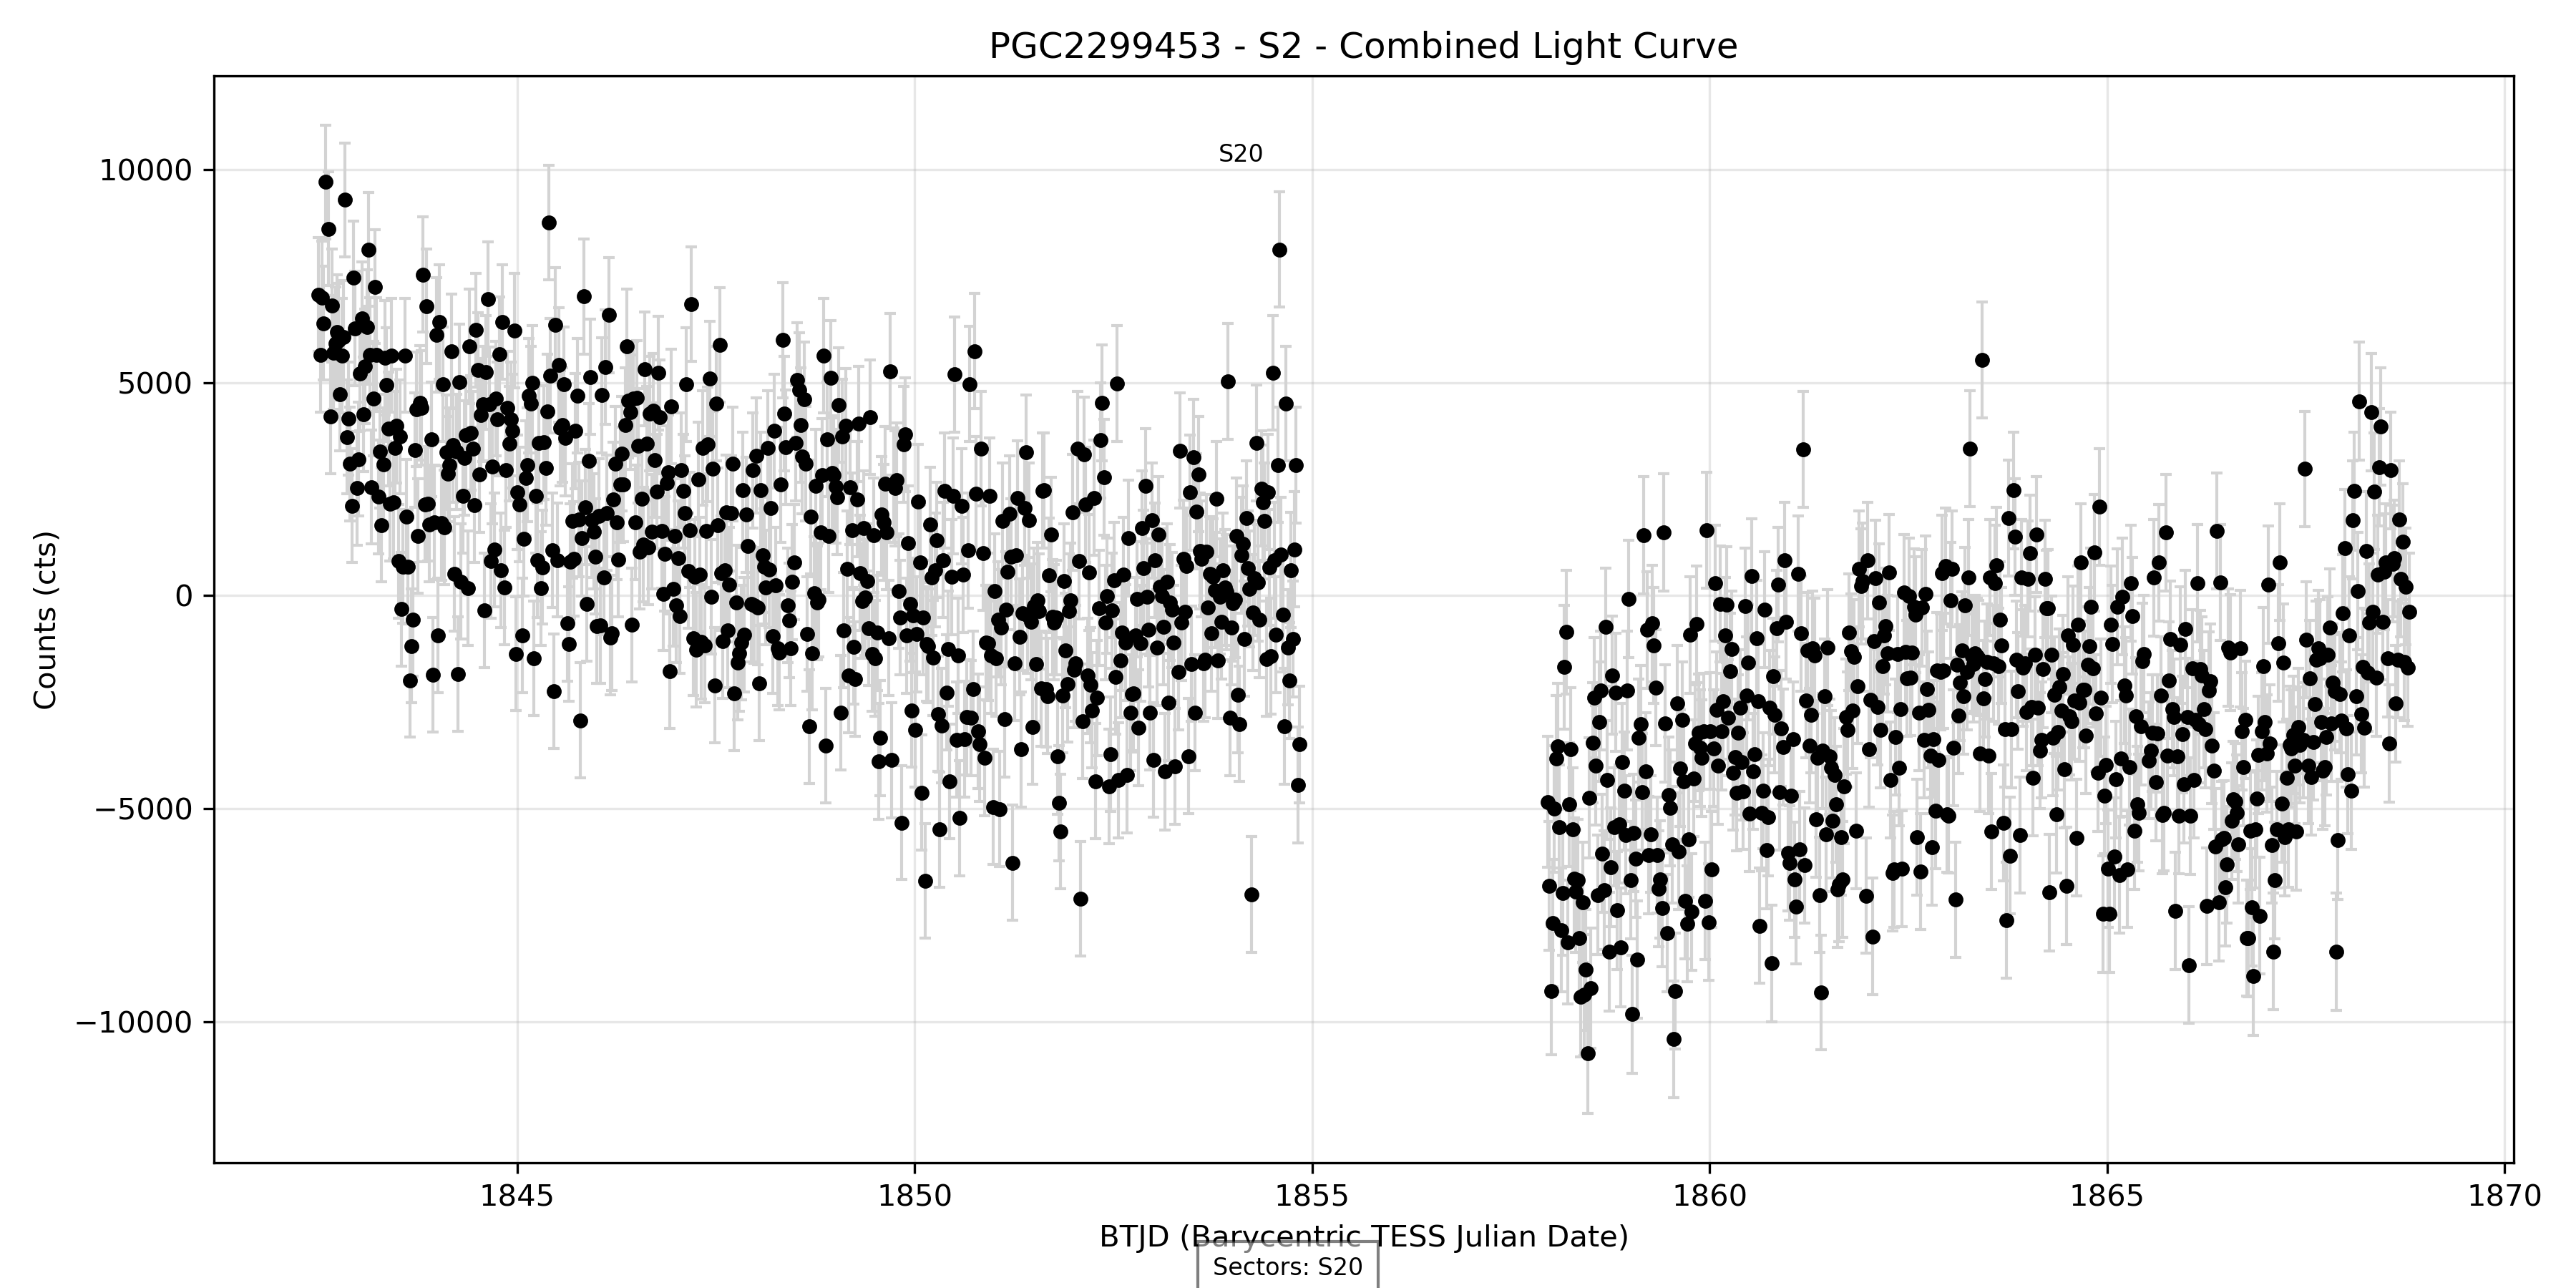 PGC2299453 - S2 - Combined Light Curve
S20
10000
5000
0
−5000
−10000
Counts (cts)
1845 1850 1855 1860 1865 1870
BTJD (Barycentric TESS Julian Date)
Sectors: S20